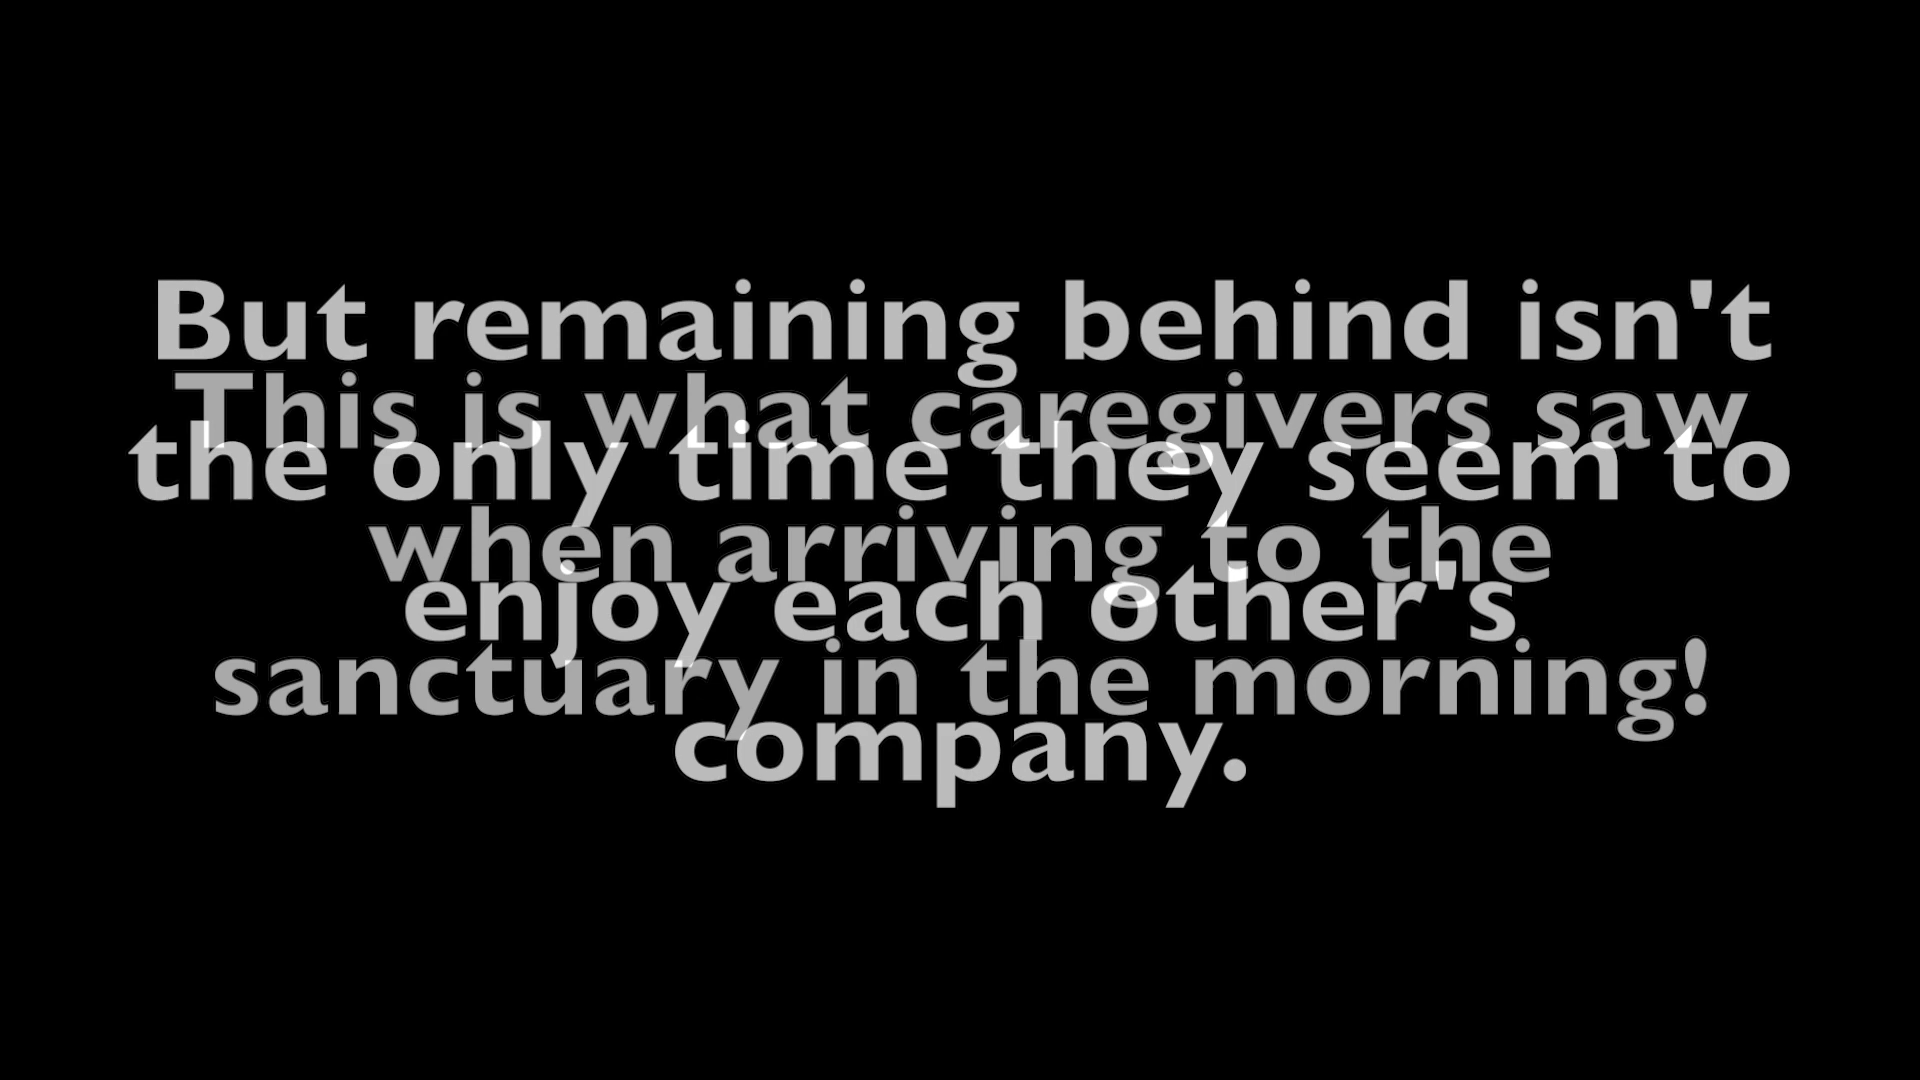 But remaining behind isn't
the only time they seem to
enjoy each other's
company.
This is what caregivers saw
when arriving to the
sanctuary in the morning!